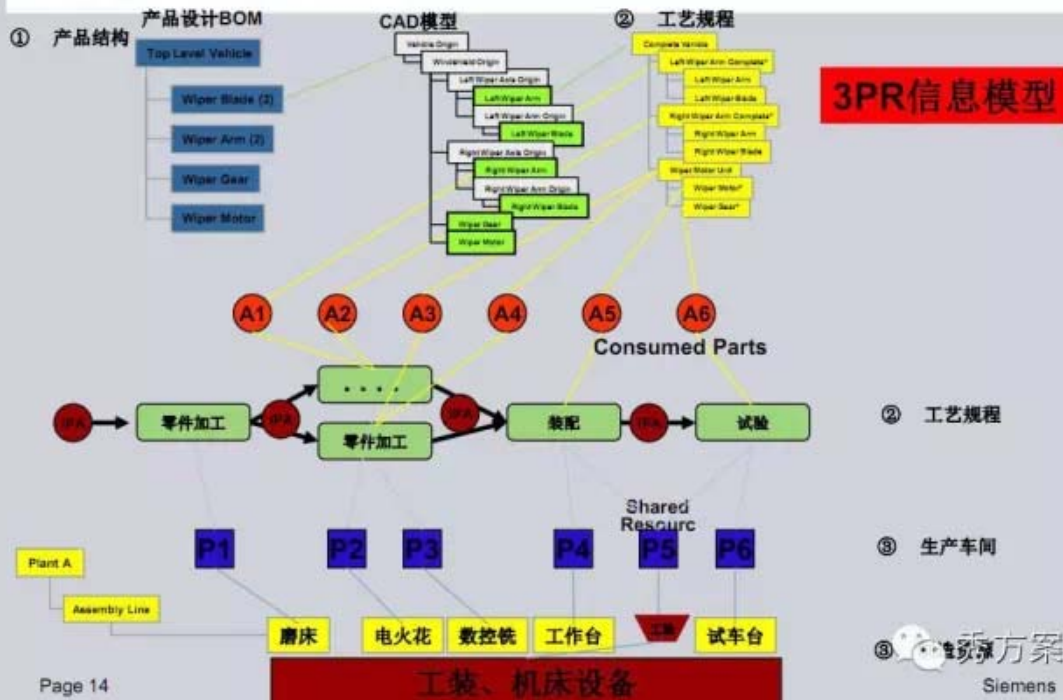 ① 产品结构
产品设计BOM
Top Level Vehicle
Wiper Blade (2)
Wiper Arm (2)
Wiper Gear
Wiper Motor
CAD模型
Vehicle Origin
Windshield Origin
Left Wiper Axis Origin
Left Wiper Arm
Left Wiper Arm Origin
Left Wiper Blade
Right Wiper Axis Origin
Right Wiper Arm
Right Wiper Arm Origin
Right Wiper Blade
Wiper Gear
Wiper Motor
② 工艺规程
Complete Vehicle
Left Wiper Arm Complete*
Left Wiper Arm
Left Wiper Blade
Right Wiper Arm Complete*
Right Wiper Arm
Right Wiper Blade
Wiper Motor Unit
Wiper Motor*
Wiper Gear*
3PR信息模型
A1 A2 A3 A4 A5 A6
Consumed Parts
IPA 零件加工 IPA
. . . .
零件加工
IPA 装配 IPA 试验
② 工艺规程
Shared
Resourc
P1 P2 P3 P4 P5 P6
③ 生产车间
Plant A
Assembly Line
磨床 电火花 数控铣 工作台 工装 试车台
③
秀方案
工装、机床设备
Page 14
Siemens